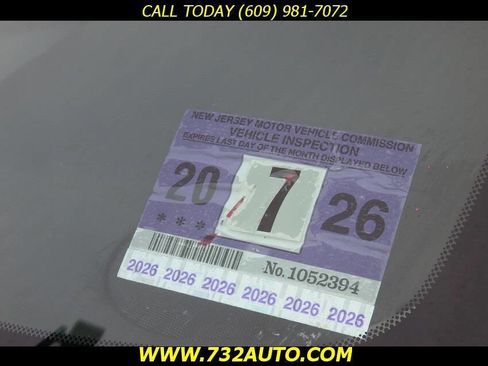 CALL TODAY (609) 981-7072
NEW JERSEY MOTOR VEHICLE COMMISSION
VEHICLE INSPECTION
EXPIRES LAST DAY OF THE MONTH DISPLAYED BELOW
20 7 26
***
No. 1052394
2026 2026 2026 2026 2026 2026
WWW.732AUTO.COM